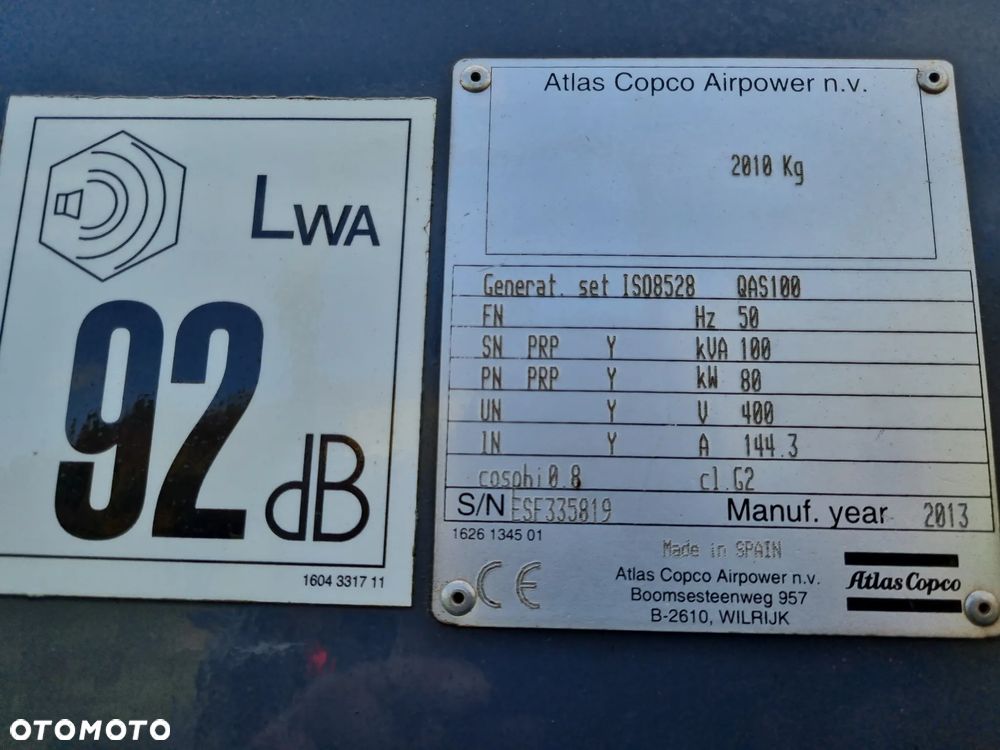 LWA
92
dB
1604 3317 11
Atlas Copco Airpower n.v.
2010 Kg
Generat. set ISO8528 QAS100
FN Hz 50
SN PRP Y kVA 100
PN PRP Y kW 80
UN Y V 400
IN Y A 144.3
cosphi 0.8 cl.G2
S/N ESF335819 Manuf. year 2013
1626 1345 01
Made in SPAIN
CE
Atlas Copco Airpower n.v.
Boomsesteenweg 957
B-2610, WILRIJK
Atlas Copco
OTOMOTO